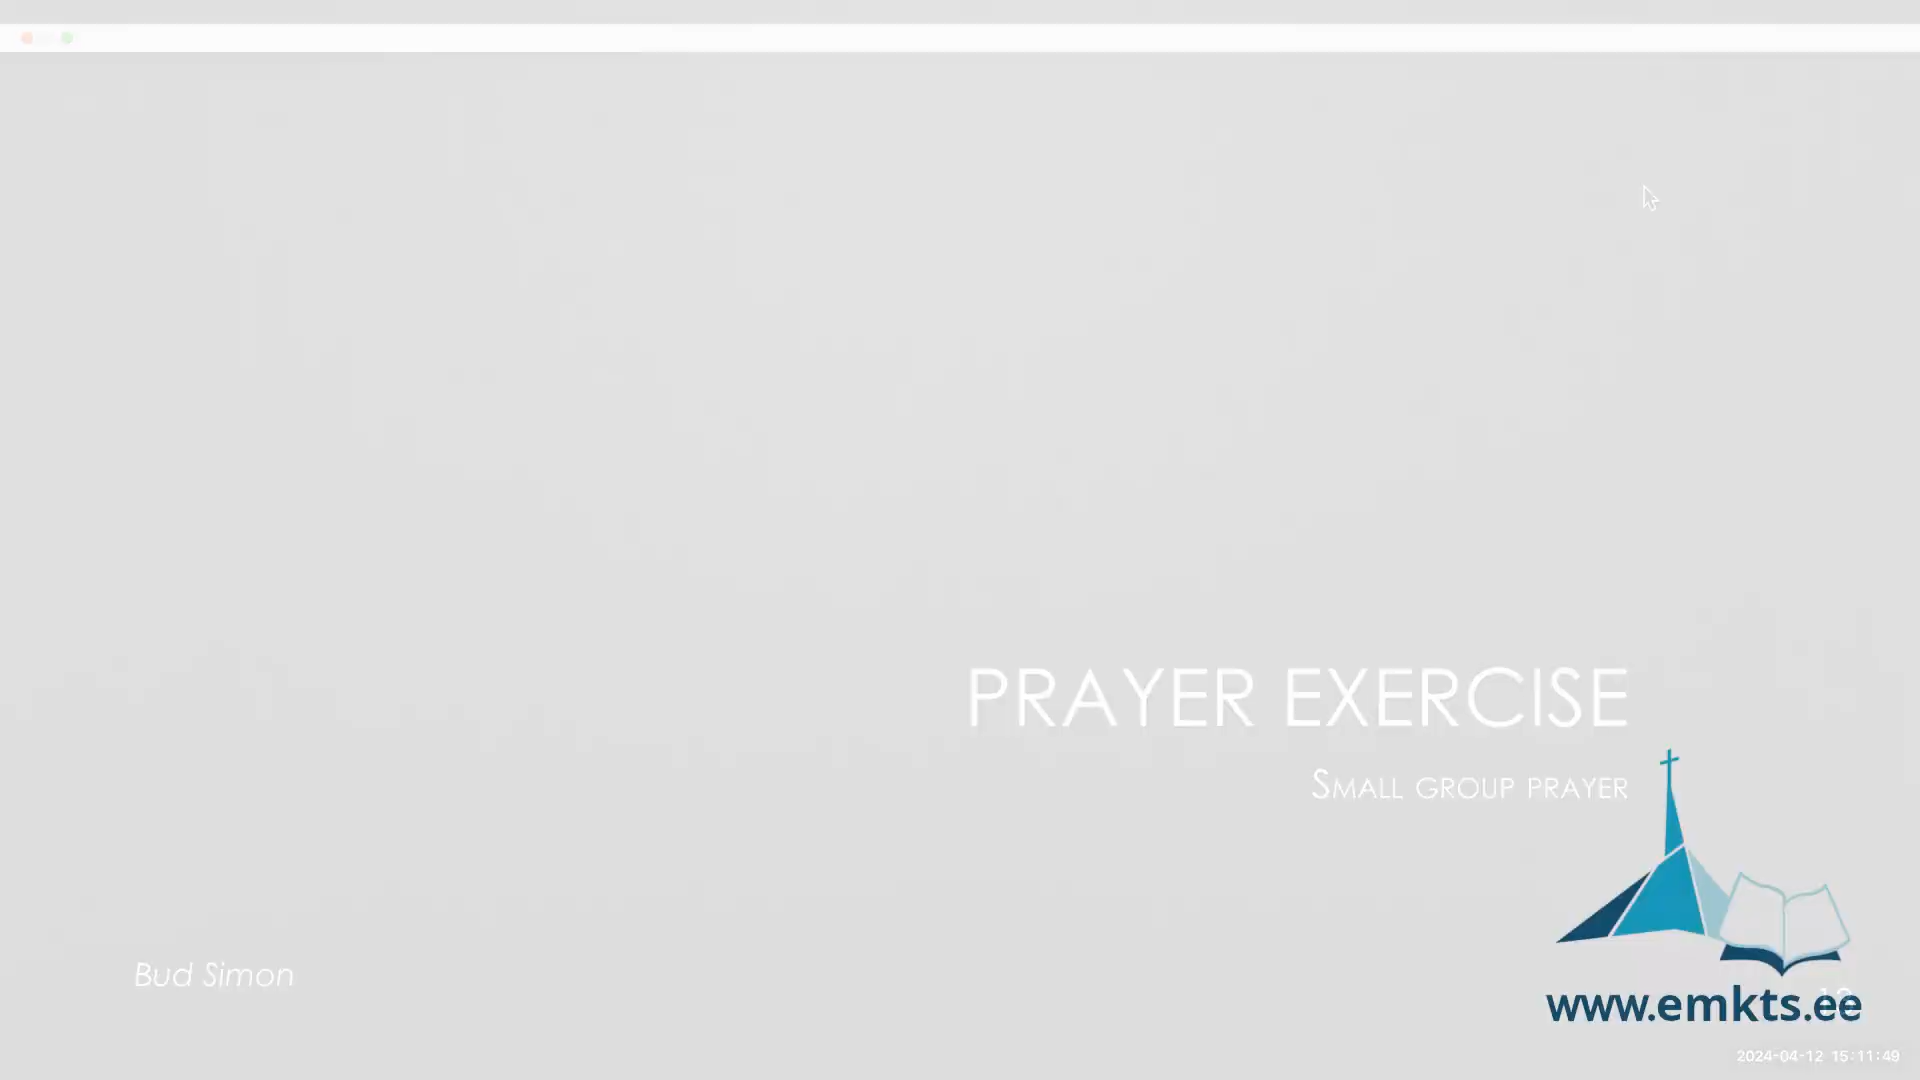 PRAYER EXERCISE
SMALL GROUP PRAYER
Bud Simon
www.emkts.ee
2024-04-12 15:11:49